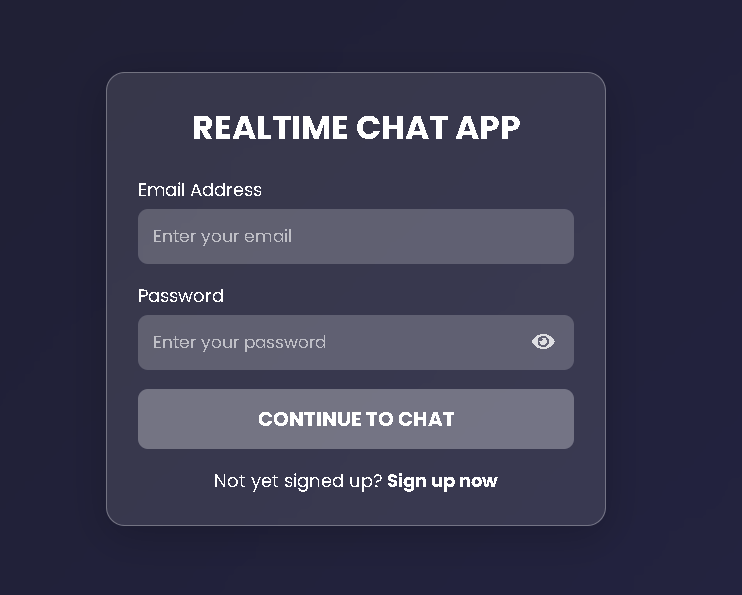 REALTIME CHAT APP
Email Address
Enter your email
Password
Enter your password
CONTINUE TO CHAT
Not yet signed up? Sign up now